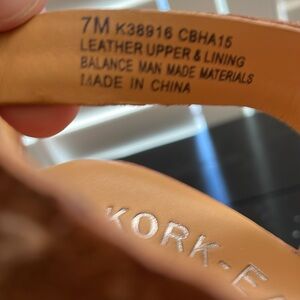 7M K38916 CBHA15
LEATHER UPPER & LINING
BALANCE MAN MADE MATERIALS
MADE IN CHINA
KORK-E